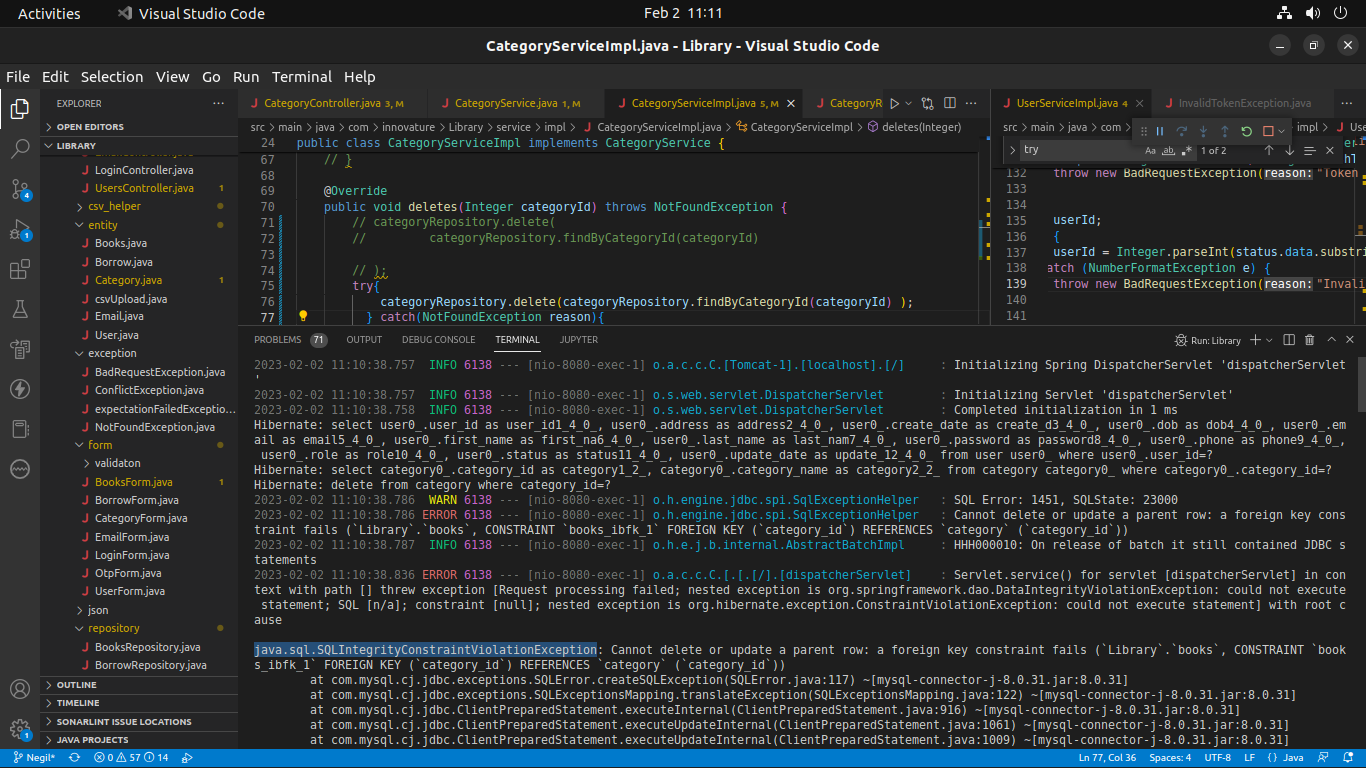 Activities
Visual Studio Code
Feb 2 11:11
CategoryServiceImpl.java - Library - Visual Studio Code
File Edit Selection View Go Run Terminal Help
EXPLORER
OPEN EDITORS
LIBRARY
LoginController.java
UsersController.java 1
csv_helper
entity
Books.java
Borrow.java
Category.java 1
csvUpload.java
Email.java
User.java
exception
BadRequestException.java
ConflictException.java
expectationFailedExceptio...
NotFoundException.java
form
validaton
BooksForm.java 1
BorrowForm.java
CategoryForm.java
EmailForm.java
LoginForm.java
OtpForm.java
UserForm.java
json
repository
BooksRepository.java
BorrowRepository.java
OUTLINE
TIMELINE
SONARLINT ISSUE LOCATIONS
JAVA PROJECTS
4
1
1
CategoryController.java 3, M
CategoryService.java 1, M
CategoryServiceImpl.java 5, M
CategoryR
src > main > java > com > innovature > Library > service > impl > CategoryServiceImpl.java > CategoryServiceImpl > deletes(Integer)
24 public class CategoryServiceImpl implements CategoryService {
67 // }
68
69 @Override
70 public void deletes(Integer categoryId) throws NotFoundException {
71 // categoryRepository.delete(
72 // categoryRepository.findByCategoryId(categoryId)
73
74 // );
75 try{
76 categoryRepository.delete(categoryRepository.findByCategoryId(categoryId) );
77 } catch(NotFoundException reason){
UserServiceImpl.java 4
InvalidTokenException.java
src > main > java > com
impl
Use
try
Aa ab
1 of 2
132 throw new BadRequestException(reason: "Token
133
134
135 userId;
136 {
137 userId = Integer.parseInt(status.data.substri
138 atch (NumberFormatException e) {
139 throw new BadRequestException(reason: "Invali
140
141
PROBLEMS 71 OUTPUT DEBUG CONSOLE TERMINAL JUPYTER
Run: Library
2023-02-02 11:10:38.757 INFO 6138 --- [nio-8080-exec-1] o.a.c.c.C.[Tomcat-1].[localhost].[/] : Initializing Spring DispatcherServlet 'dispatcherServlet
'
2023-02-02 11:10:38.757 INFO 6138 --- [nio-8080-exec-1] o.s.web.servlet.DispatcherServlet : Initializing Servlet 'dispatcherServlet'
2023-02-02 11:10:38.758 INFO 6138 --- [nio-8080-exec-1] o.s.web.servlet.DispatcherServlet : Completed initialization in 1 ms
Hibernate: select user0_.user_id as user_id1_4_0_, user0_.address as address2_4_0_, user0_.create_date as create_d3_4_0_, user0_.dob as dob4_4_0_, user0_.em
ail as email5_4_0_, user0_.first_name as first_na6_4_0_, user0_.last_name as last_nam7_4_0_, user0_.password as password8_4_0_, user0_.phone as phone9_4_0_,
user0_.role as role10_4_0_, user0_.status as status11_4_0_, user0_.update_date as update_12_4_0_ from user user0_ where user0_.user_id=?
Hibernate: select category0_.category_id as category1_2_, category0_.category_name as category2_2_ from category category0_ where category0_.category_id=?
Hibernate: delete from category where category_id=?
2023-02-02 11:10:38.786 WARN 6138 --- [nio-8080-exec-1] o.h.engine.jdbc.spi.SqlExceptionHelper : SQL Error: 1451, SQLState: 23000
2023-02-02 11:10:38.786 ERROR 6138 --- [nio-8080-exec-1] o.h.engine.jdbc.spi.SqlExceptionHelper : Cannot delete or update a parent row: a foreign key cons
traint fails (`Library`.`books`, CONSTRAINT `books_ibfk_1` FOREIGN KEY (`category_id`) REFERENCES `category` (`category_id`))
2023-02-02 11:10:38.787 INFO 6138 --- [nio-8080-exec-1] o.h.e.j.b.internal.AbstractBatchImpl : HHH000010: On release of batch it still contained JDBC s
tatements
2023-02-02 11:10:38.836 ERROR 6138 --- [nio-8080-exec-1] o.a.c.c.C.[.[.[/].[dispatcherServlet] : Servlet.service() for servlet [dispatcherServlet] in con
text with path [] threw exception [Request processing failed; nested exception is org.springframework.dao.DataIntegrityViolationException: could not execute
statement; SQL [n/a]; constraint [null]; nested exception is org.hibernate.exception.ConstraintViolationException: could not execute statement] with root c
ause
java.sql.SQLIntegrityConstraintViolationException: Cannot delete or update a parent row: a foreign key constraint fails (`Library`.`books`, CONSTRAINT `book
s_ibfk_1` FOREIGN KEY (`category_id`) REFERENCES `category` (`category_id`))
at com.mysql.cj.jdbc.exceptions.SQLError.createSQLException(SQLError.java:117) ~[mysql-connector-j-8.0.31.jar:8.0.31]
at com.mysql.cj.jdbc.exceptions.SQLExceptionsMapping.translateException(SQLExceptionsMapping.java:122) ~[mysql-connector-j-8.0.31.jar:8.0.31]
at com.mysql.cj.jdbc.ClientPreparedStatement.executeInternal(ClientPreparedStatement.java:916) ~[mysql-connector-j-8.0.31.jar:8.0.31]
at com.mysql.cj.jdbc.ClientPreparedStatement.executeUpdateInternal(ClientPreparedStatement.java:1061) ~[mysql-connector-j-8.0.31.jar:8.0.31]
at com.mysql.cj.jdbc.ClientPreparedStatement.executeUpdateInternal(ClientPreparedStatement.java:1009) ~[mysql-connector-j-8.0.31.jar:8.0.31]
Negil* 0 57 14
Ln 77, Col 36 Spaces: 4 UTF-8 LF {} Java